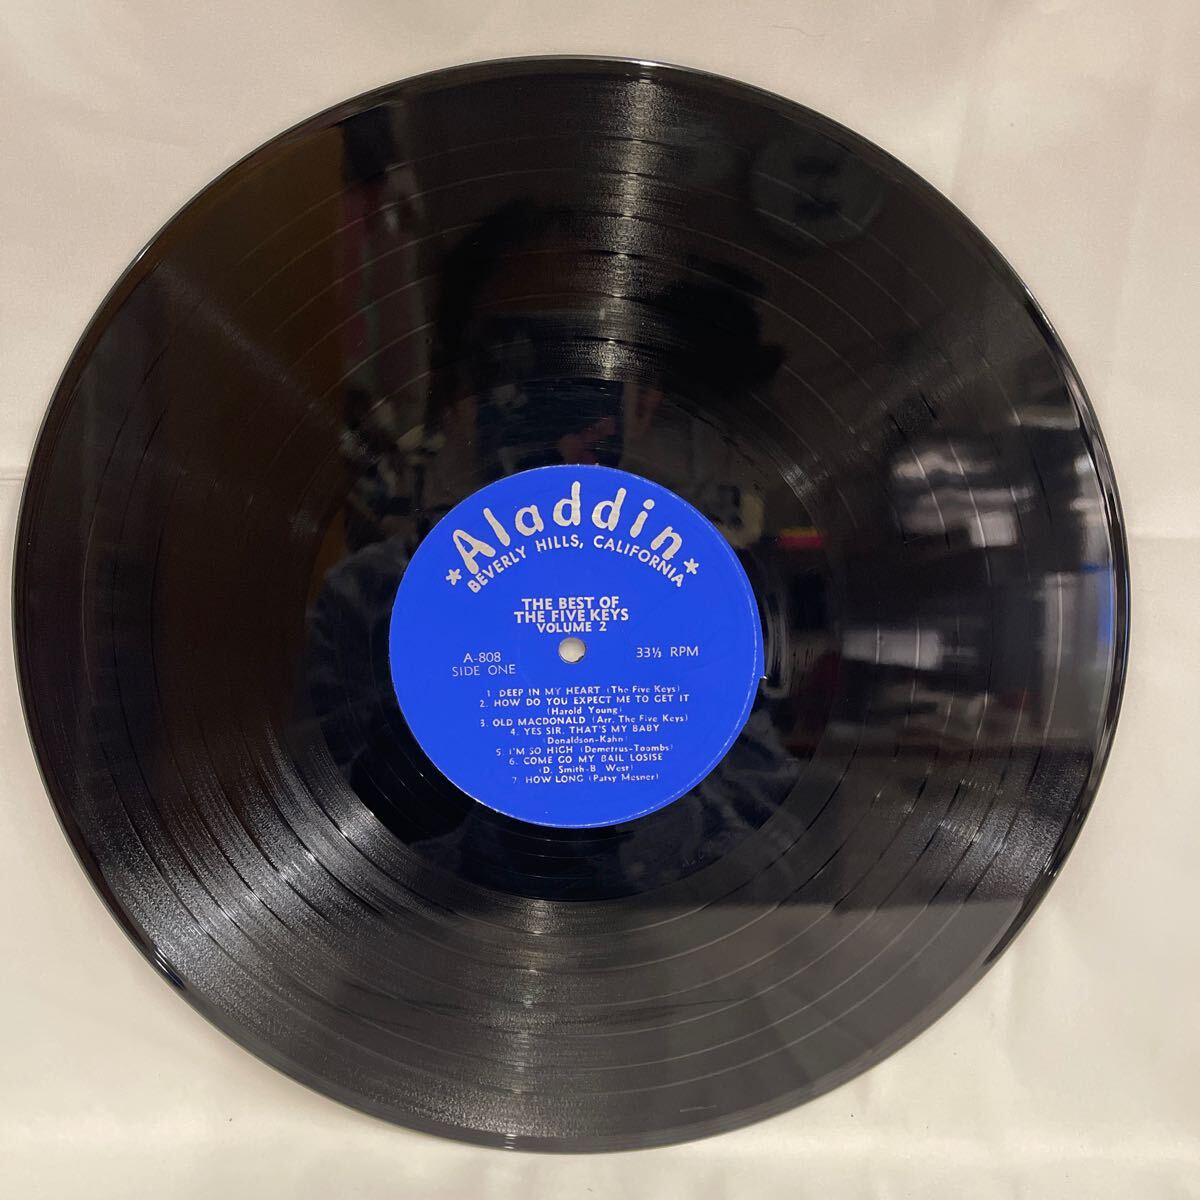 ★Aladdin★
BEVERLY HILLS, CALIFORNIA
THE BEST OF
THE FIVE KEYS
VOLUME 2
A-808
33⅓ RPM
SIDE ONE
1. DEEP IN MY HEART (The Five Keys)
2. HOW DO YOU EXPECT ME TO GET IT
(Harold Young)
3. OLD MACDONALD (Arr. The Five Keys)
4. YES SIR, THAT'S MY BABY
(Donaldson-Kahn)
5. I'M SO HIGH (Demetrus-Toombs)
6. COME GO MY BAIL LOSISE
(D. Smith-B. West)
7. HOW LONG (Patsy Mesner)